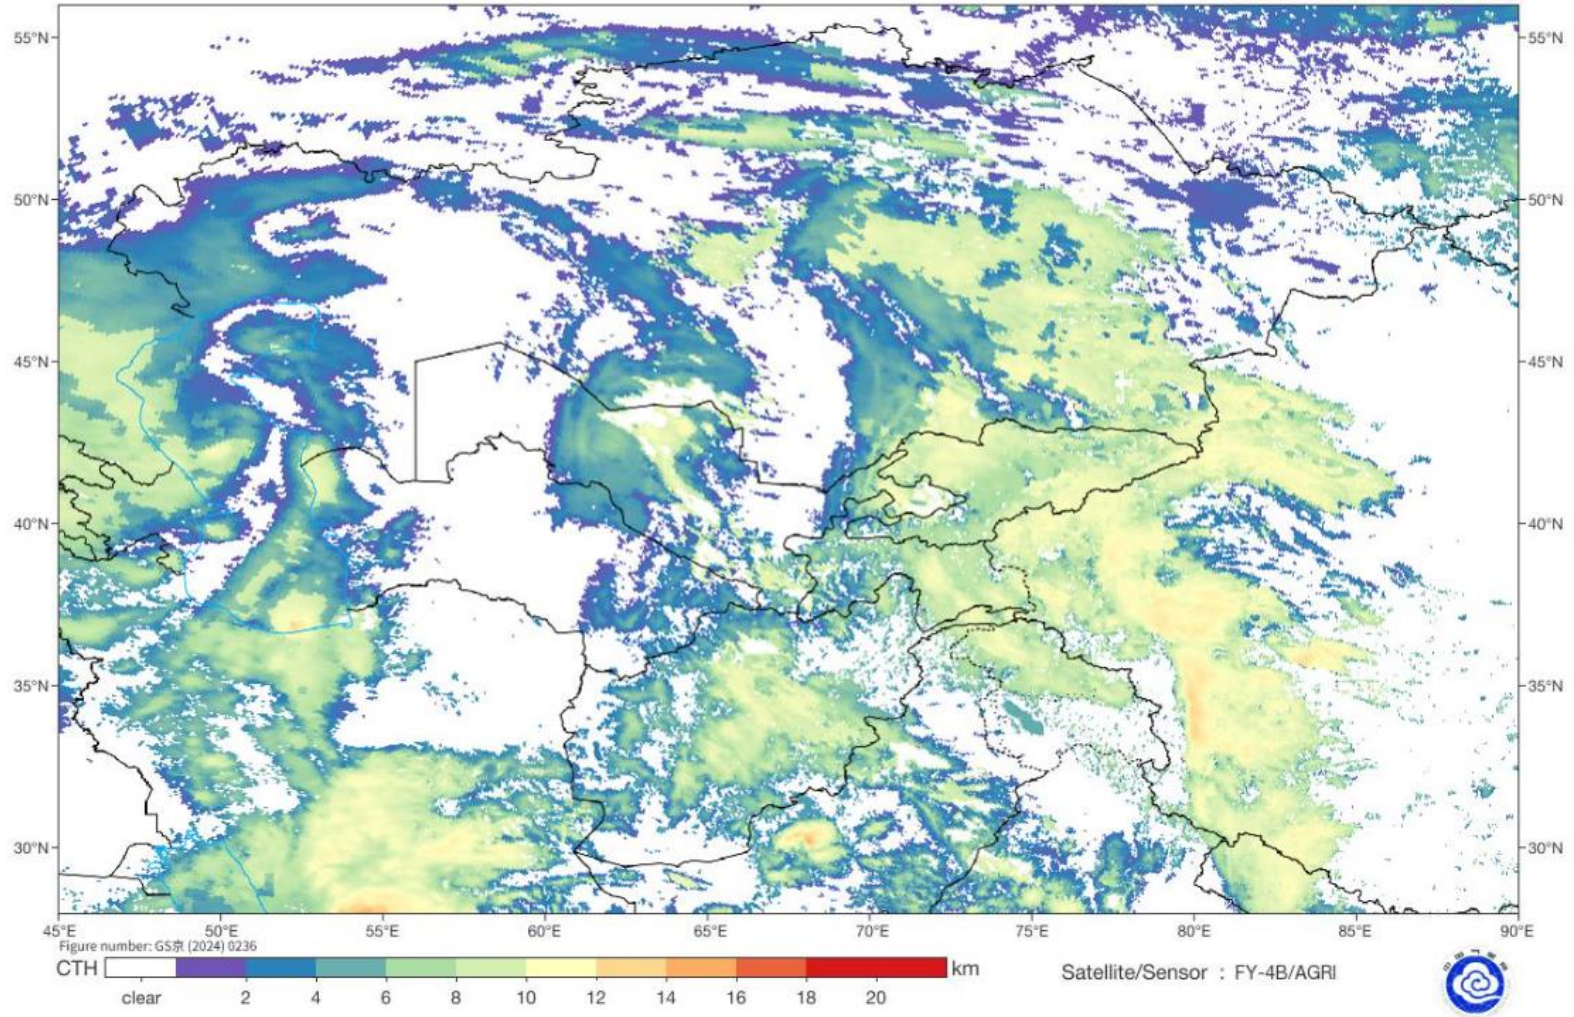 55°N 55°N
50°N 50°N
45°N 45°N
40°N 40°N
35°N 35°N
30°N 30°N
45°E 50°E 55°E 60°E 65°E 70°E 75°E 80°E 85°E 90°E
Figure number: GS京 (2024) 0236
CTH km
clear 2 4 6 8 10 12 14 16 18 20
Satellite/Sensor : FY-4B/AGRI